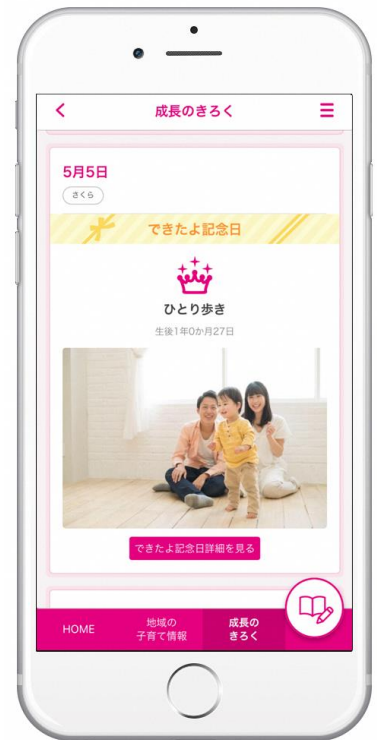 成長のきろく
5月5日
さくら
できたよ記念日
ひとり歩き
生後1年0か月27日
できたよ記念日詳細を見る
HOME
地域の
子育て情報
成長の
きろく